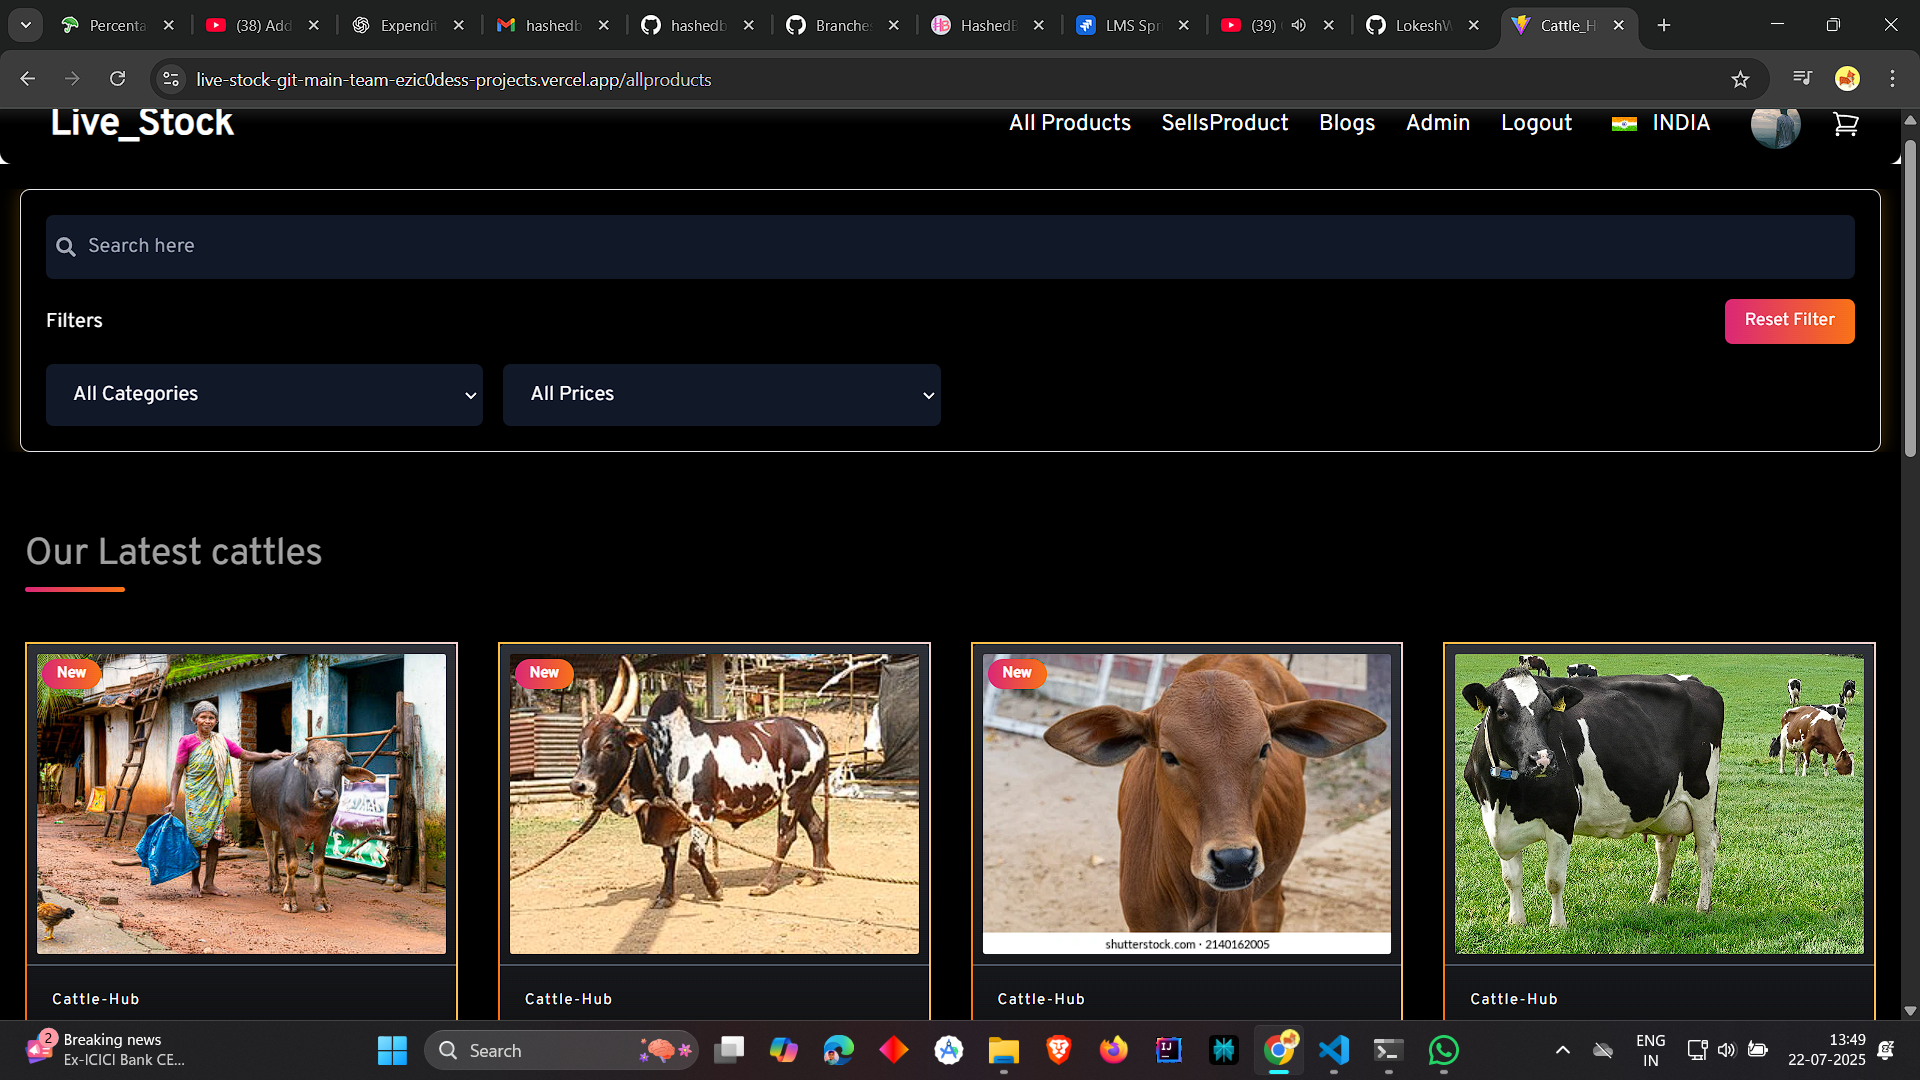 Percenta
(38) Add
Expendit
hashedb
hashedb
Branche
HashedB
LMS Spr
(39)
LokeshW
Cattle_H
live-stock-git-main-team-ezic0dess-projects.vercel.app/allproducts
Live_Stock
All Products
SellsProduct
Blogs
Admin
Logout
INDIA
Search here
Filters
Reset Filter
All Categories
All Prices
Our Latest cattles
New
New
New
shutterstock.com · 2140162005
Cattle-Hub
Cattle-Hub
Cattle-Hub
Cattle-Hub
2
Breaking news
Ex-ICICI Bank CE...
Search
ENG
IN
13:49
22-07-2025